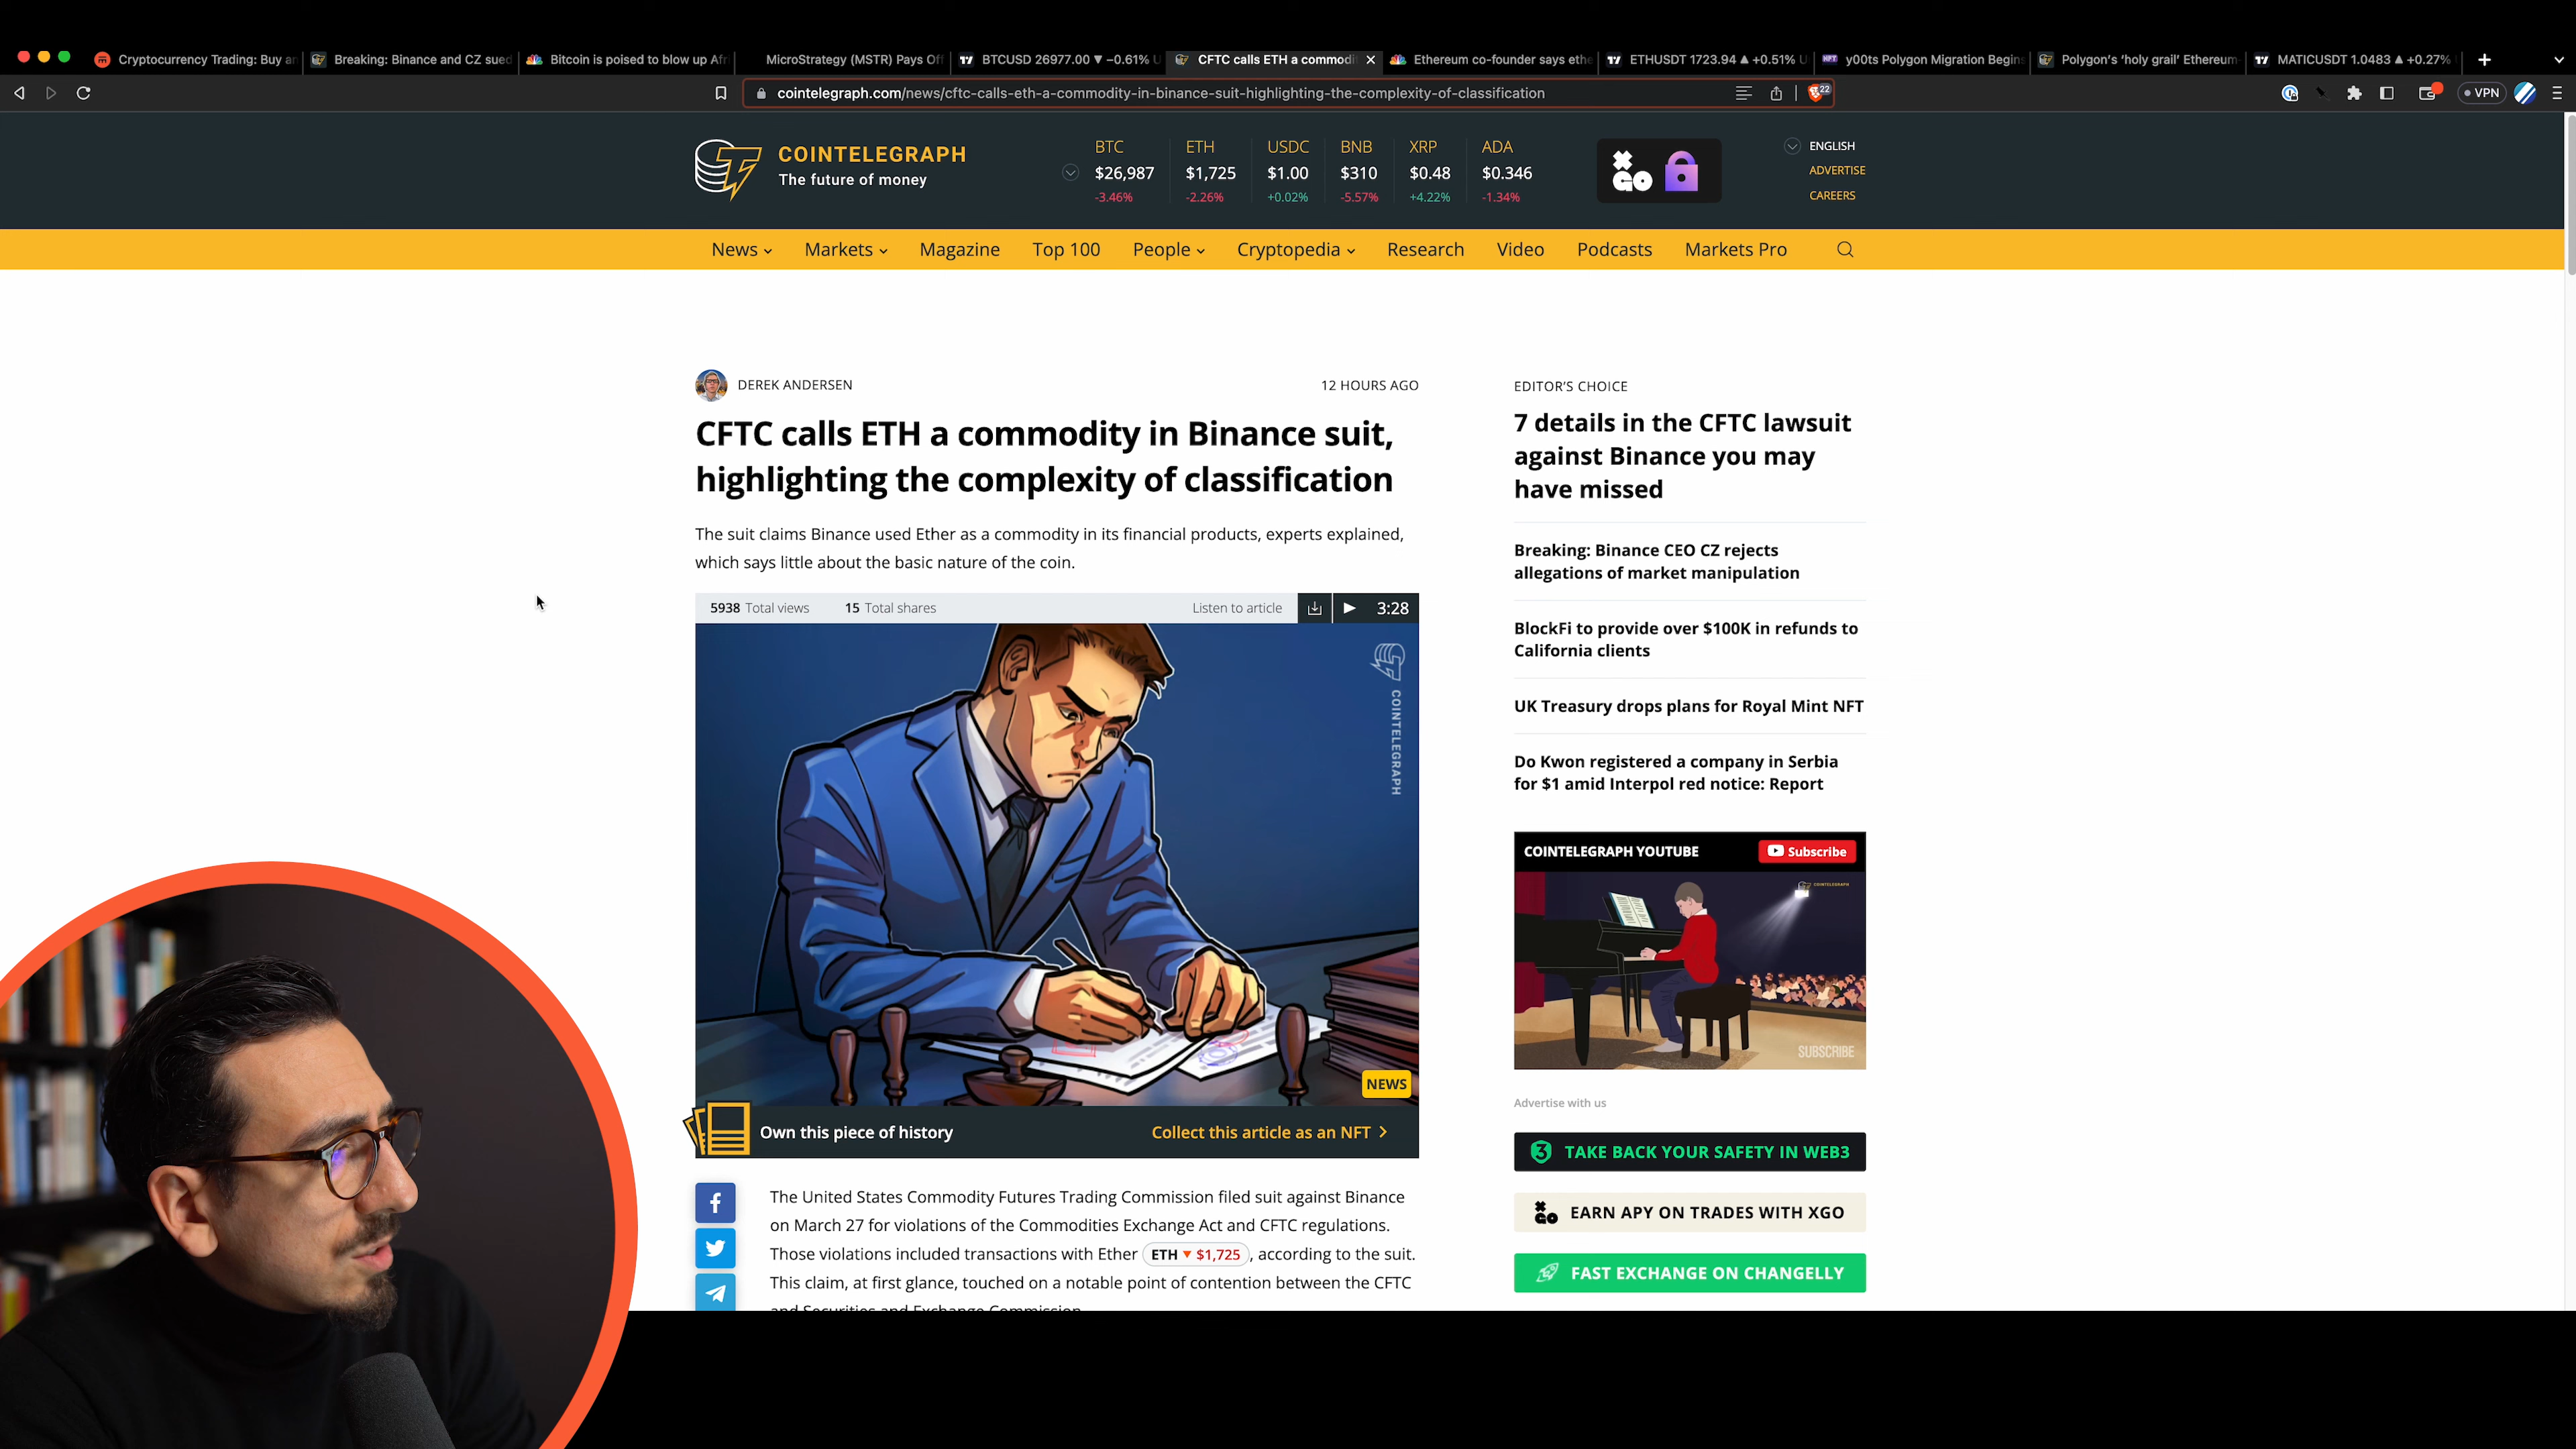 Cryptocurrency Trading: Buy an
Breaking: Binance and CZ sued
Bitcoin is poised to blow up Afr
MicroStrategy (MSTR) Pays Off
BTCUSD 26977.00 ▼ −0.61% U
CFTC calls ETH a commodi
Ethereum co-founder says ethe
ETHUSDT 1723.94 ▲ +0.51% U
y00ts Polygon Migration Begins
Polygon's 'holy grail' Ethereum
MATICUSDT 1.0483 ▲ +0.27%
cointelegraph.com/news/cftc-calls-eth-a-commodity-in-binance-suit-highlighting-the-complexity-of-classification
22
VPN
COINTELEGRAPH
The future of money
BTC
$26,987
-3.46%
ETH
$1,725
-2.26%
USDC
$1.00
+0.02%
BNB
$310
-5.57%
XRP
$0.48
+4.22%
ADA
$0.346
-1.34%
XGO
ENGLISH
ADVERTISE
CAREERS
News Markets Magazine Top 100 People Cryptopedia Research Video Podcasts Markets Pro
DEREK ANDERSEN
12 HOURS AGO
CFTC calls ETH a commodity in Binance suit,
highlighting the complexity of classification
The suit claims Binance used Ether as a commodity in its financial products, experts explained,
which says little about the basic nature of the coin.
5938 Total views 15 Total shares Listen to article 3:28
COINTELEGRAPH
NEWS
Own this piece of history Collect this article as an NFT >
The United States Commodity Futures Trading Commission filed suit against Binance
on March 27 for violations of the Commodities Exchange Act and CFTC regulations.
Those violations included transactions with Ether ETH ▼ $1,725 , according to the suit.
This claim, at first glance, touched on a notable point of contention between the CFTC
and Securities and Exchange Commission
EDITOR'S CHOICE
7 details in the CFTC lawsuit
against Binance you may
have missed
Breaking: Binance CEO CZ rejects
allegations of market manipulation
BlockFi to provide over $100K in refunds to
California clients
UK Treasury drops plans for Royal Mint NFT
Do Kwon registered a company in Serbia
for $1 amid Interpol red notice: Report
COINTELEGRAPH YOUTUBE Subscribe
COINTELEGRAPH
SUBSCRIBE
Advertise with us
TAKE BACK YOUR SAFETY IN WEB3
XGO EARN APY ON TRADES WITH XGO
FAST EXCHANGE ON CHANGELLY